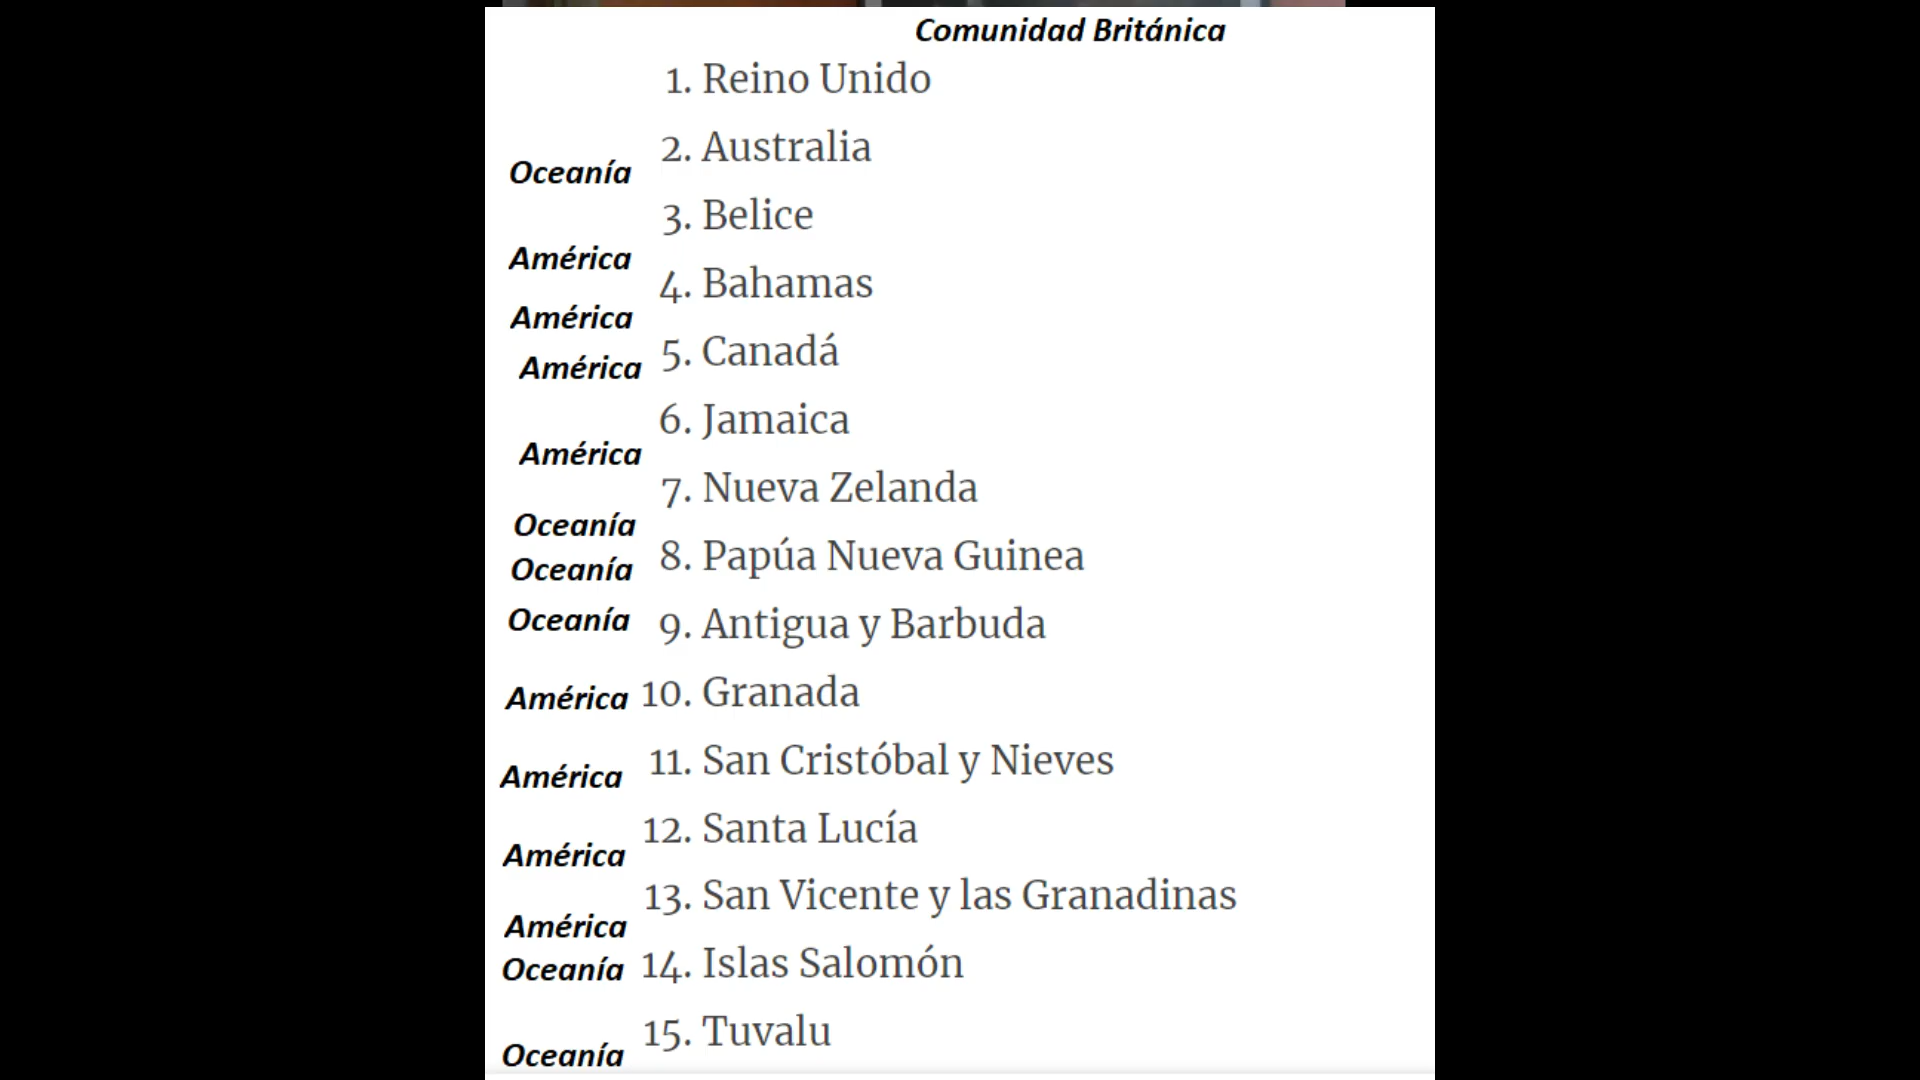 Comunidad Británica
1. Reino Unido
2. Australia
Oceanía
3. Belice
América
4. Bahamas
América
5. Canadá
América
6. Jamaica
América
7. Nueva Zelanda
Oceanía
8. Papúa Nueva Guinea
Oceanía
Oceanía 9. Antigua y Barbuda
América 10. Granada
11. San Cristóbal y Nieves
América
12. Santa Lucía
América
13. San Vicente y las Granadinas
América
Oceanía 14. Islas Salomón
15. Tuvalu
Oceanía